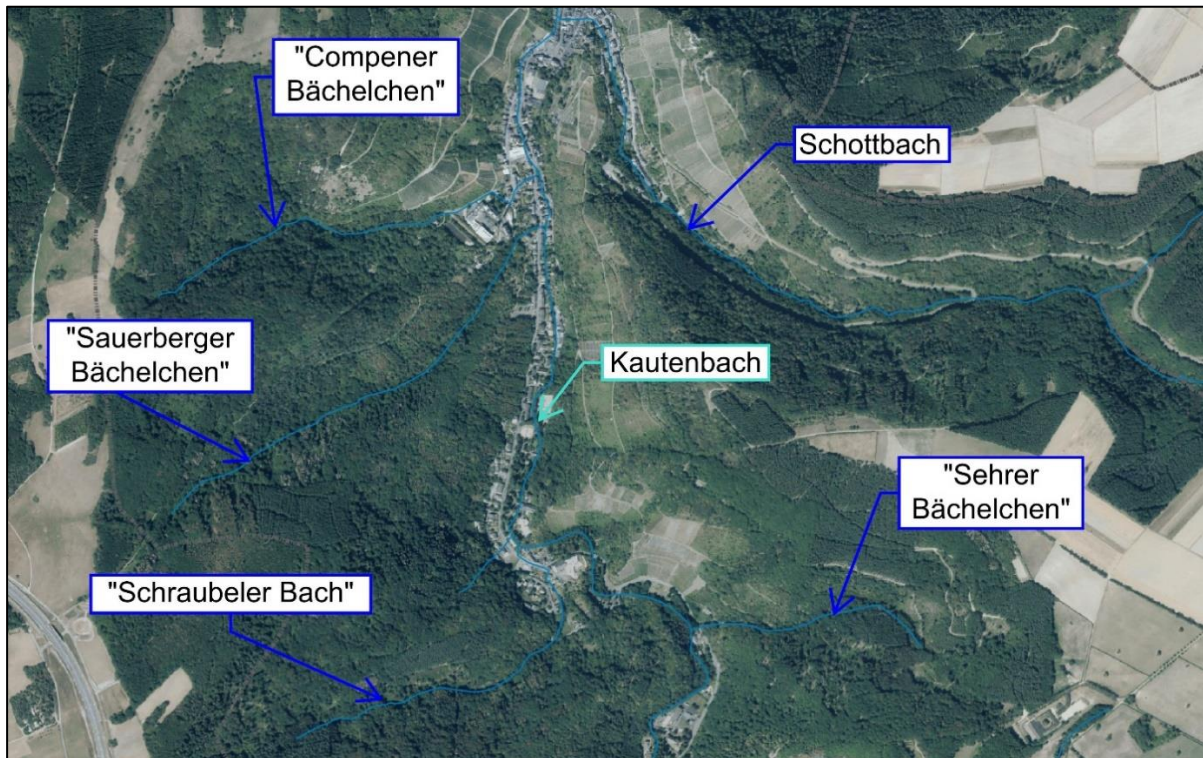 "Compener
Bächelchen"
Schottbach
"Sauerberger
Bächelchen"
Kautenbach
"Sehrer
Bächelchen"
"Schraubeler Bach"